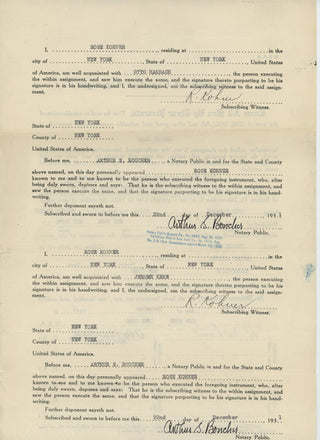 I, ROSE KOHNER residing at in the
city of NEW YORK State of NEW YORK United States
of America, am well acquainted with OTTO HARBACH the person executing
the within assignment, and saw him execute the same, and the signature thereto purporting to be his
signature is in his handwriting, and I, the undersigned, am the subscribing witness to the said assign-
ment.
R. Kohner
Subscribing Witness.
State of NEW YORK
County of NEW YORK
United States of America.
Before me, ARTHUR S. BOUCHER, a Notary Public in and for the State and County
above named, on this day personally appeared ROSE KOHNER
known to me and to me known to be the person who executed the foregoing instrument, who, after
being duly sworn, deposes and says: That he is the subscribing witness to the within assignment, and
saw the person execute the same, and that the signature purporting to be his signature is in his
handwriting.
Further deponent sayeth not.
Subscribed and sworn to before me this 22nd day of December, 1931
Arthur S. Boucher
Notary Public.
I, ROSE KOHNER residing at in the
city of NEW YORK State of NEW YORK United States
of America, am well acquainted with JEROME KERN the person executing
the within assignment, and saw him execute the same, and the signature thereto purporting to be his
signature is in his handwriting, and I, the undersigned, am the subscribing witness to the said assign-
ment.
R. Kohner
Subscribing Witness.
State of NEW YORK
County of NEW YORK
United States of America.
Before me, ARTHUR S. BOUCHER, a Notary Public in and for the State and County
above named, on this day personally appeared ROSE KOHNER
known to me and to me known to be the person who executed the foregoing instrument, who, after
being duly sworn, deposes and says: That he is the subscribing witness to the within assignment, and
saw the person execute the same, and that the signature purporting to be his signature is in his
handwriting.
Further deponent sayeth not.
Subscribed and sworn to before me this 22nd day of December, 1931
Arthur S. Boucher
Notary Public.